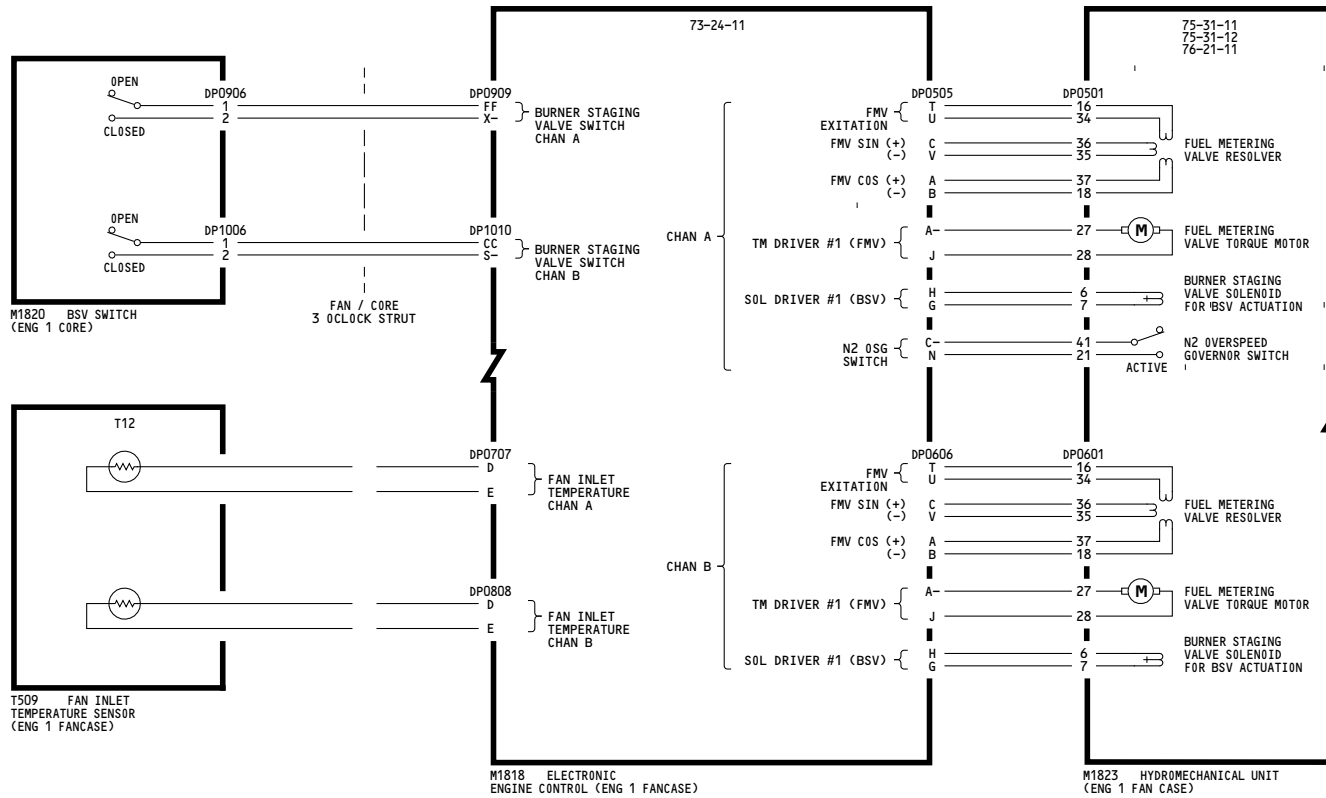 73-24-11
75-31-11
75-31-12
76-21-11
OPEN
CLOSED
DP0906
1
2
DP0909
FF
X-
BURNER STAGING
VALVE SWITCH
CHAN A
OPEN
CLOSED
DP1006
1
2
DP1010
CC
S-
BURNER STAGING
VALVE SWITCH
CHAN B
M1820 BSV SWITCH
(ENG 1 CORE)
FAN / CORE
3 OCLOCK STRUT
T12
DP0707
D
E
FAN INLET
TEMPERATURE
CHAN A
DP0808
D
E
FAN INLET
TEMPERATURE
CHAN B
T509 FAN INLET
TEMPERATURE SENSOR
(ENG 1 FANCASE)
CHAN A
DP0505
DP0501
FMV
EXITATION
T
U
16
34
FMV SIN (+)
(-)
C
V
36
35
FUEL METERING
VALVE RESOLVER
FMV COS (+)
(-)
A
B
37
18
TM DRIVER #1 (FMV)
A-
J
27
28
M
FUEL METERING
VALVE TORQUE MOTOR
SOL DRIVER #1 (BSV)
H
G
6
7
BURNER STAGING
VALVE SOLENOID
FOR BSV ACTUATION
N2 OSG
SWITCH
C-
N
41
21
ACTIVE
N2 OVERSPEED
GOVERNOR SWITCH
CHAN B
DP0606
DP0601
FMV
EXITATION
T
U
16
34
FMV SIN (+)
(-)
C
V
36
35
FUEL METERING
VALVE RESOLVER
FMV COS (+)
(-)
A
B
37
18
TM DRIVER #1 (FMV)
A-
J
27
28
M
FUEL METERING
VALVE TORQUE MOTOR
SOL DRIVER #1 (BSV)
H
G
6
7
BURNER STAGING
VALVE SOLENOID
FOR BSV ACTUATION
M1818 ELECTRONIC
ENGINE CONTROL (ENG 1 FANCASE)
M1823 HYDROMECHANICAL UNIT
(ENG 1 FAN CASE)